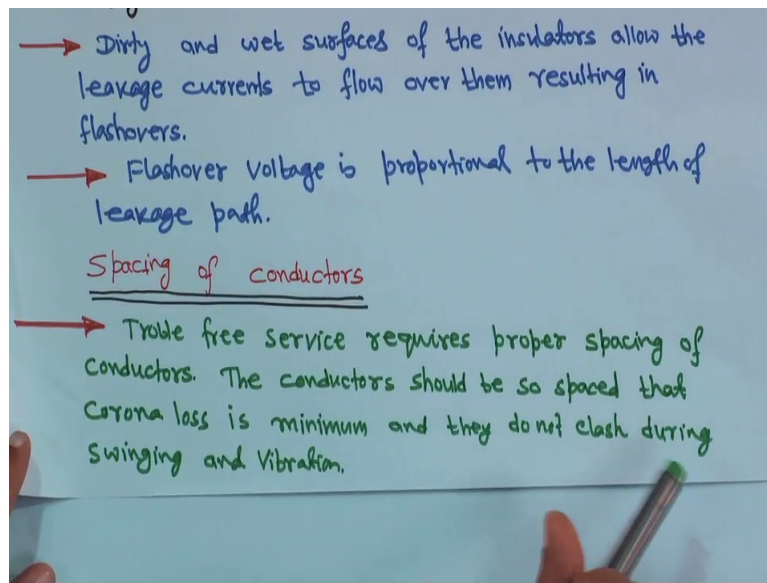 Dirty and wet surfaces of the insulators allow the
leakage currents to flow over them resulting in
flashovers.
Flashover Voltage is proportional to the length of
leakage path.
Spacing of conductors
Troble free service requires proper spacing of
Conductors. The conductors should be so spaced that
Corona loss is minimum and they do not clash during
Swinging and Vibration.